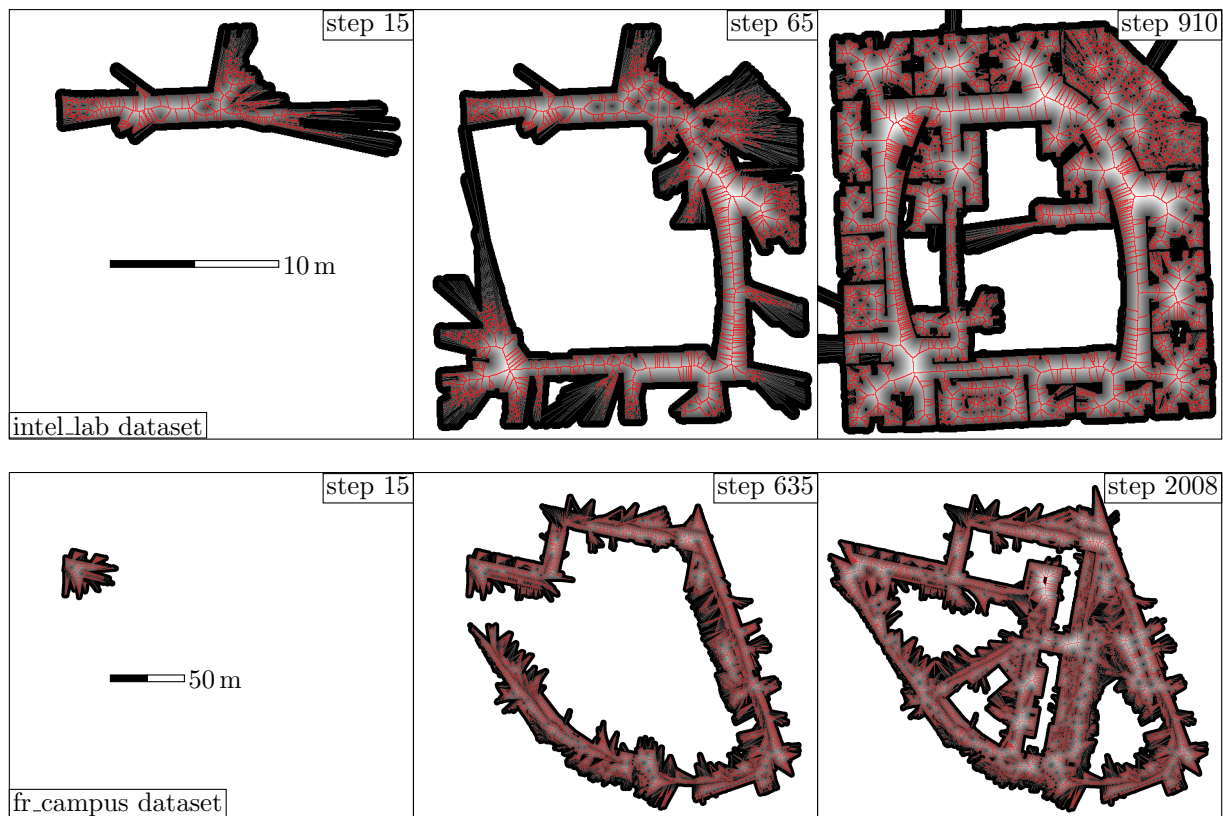 step 15
step 65
step 910
10 m
intel_lab dataset
step 15
step 635
step 2008
50 m
fr_campus dataset